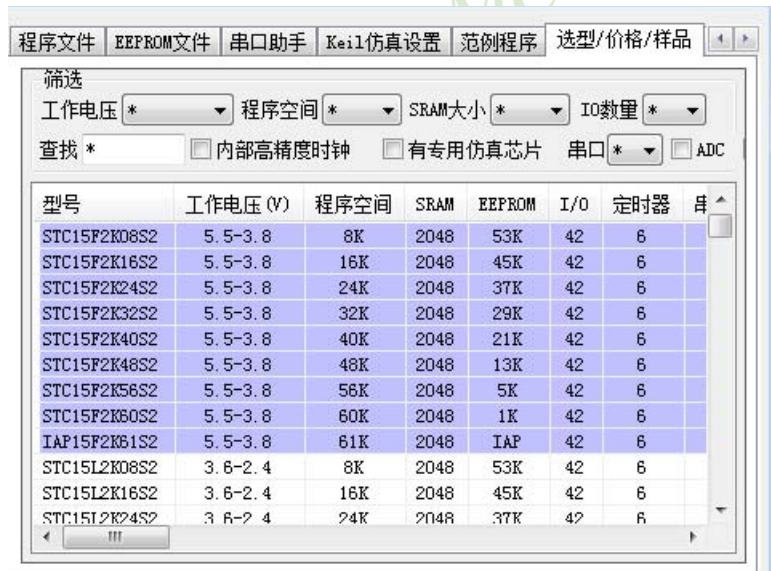 程序文件 EEPROM文件 串口助手 Keil仿真设置 范例程序 选型/价格/样品
筛选
工作电压 * 程序空间 * SRAM大小 * IO数量 *
查找 * 内部高精度时钟 有专用仿真芯片 串口 * ADC
型号 工作电压(V) 程序空间 SRAM EEPROM I/O 定时器 串
STC15F2K08S2 5.5-3.8 8K 2048 53K 42 6
STC15F2K16S2 5.5-3.8 16K 2048 45K 42 6
STC15F2K24S2 5.5-3.8 24K 2048 37K 42 6
STC15F2K32S2 5.5-3.8 32K 2048 29K 42 6
STC15F2K40S2 5.5-3.8 40K 2048 21K 42 6
STC15F2K48S2 5.5-3.8 48K 2048 13K 42 6
STC15F2K56S2 5.5-3.8 56K 2048 5K 42 6
STC15F2K60S2 5.5-3.8 60K 2048 1K 42 6
IAP15F2K61S2 5.5-3.8 61K 2048 IAP 42 6
STC15L2K08S2 3.6-2.4 8K 2048 53K 42 6
STC15L2K16S2 3.6-2.4 16K 2048 45K 42 6
STC15L2K24S2 3.6-2.4 24K 2048 37K 42 6